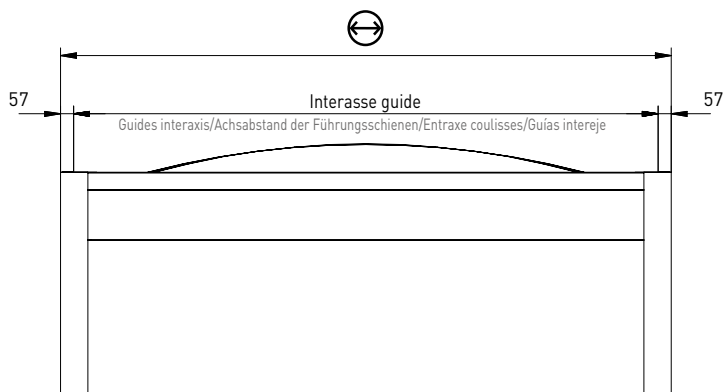 57
Interasse guide
57
Guides interaxis/Achsabstand der Führungsschienen/Entraxe coulisses/Guías intereje